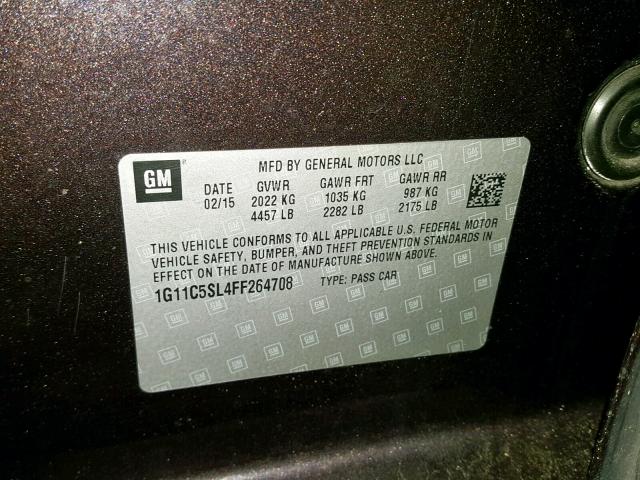 GM
MFD BY GENERAL MOTORS LLC
DATE GVWR GAWR FRT GAWR RR
02/15 2022 KG 1035 KG 987 KG
4457 LB 2282 LB 2175 LB
THIS VEHICLE CONFORMS TO ALL APPLICABLE U.S. FEDERAL MOTOR
VEHICLE SAFETY, BUMPER, AND THEFT PREVENTION STANDARDS IN
EFFECT ON THE DATE OF MANUFACTURE SHOWN ABOVE.
1G11C5SL4FF264708 TYPE: PASS CAR